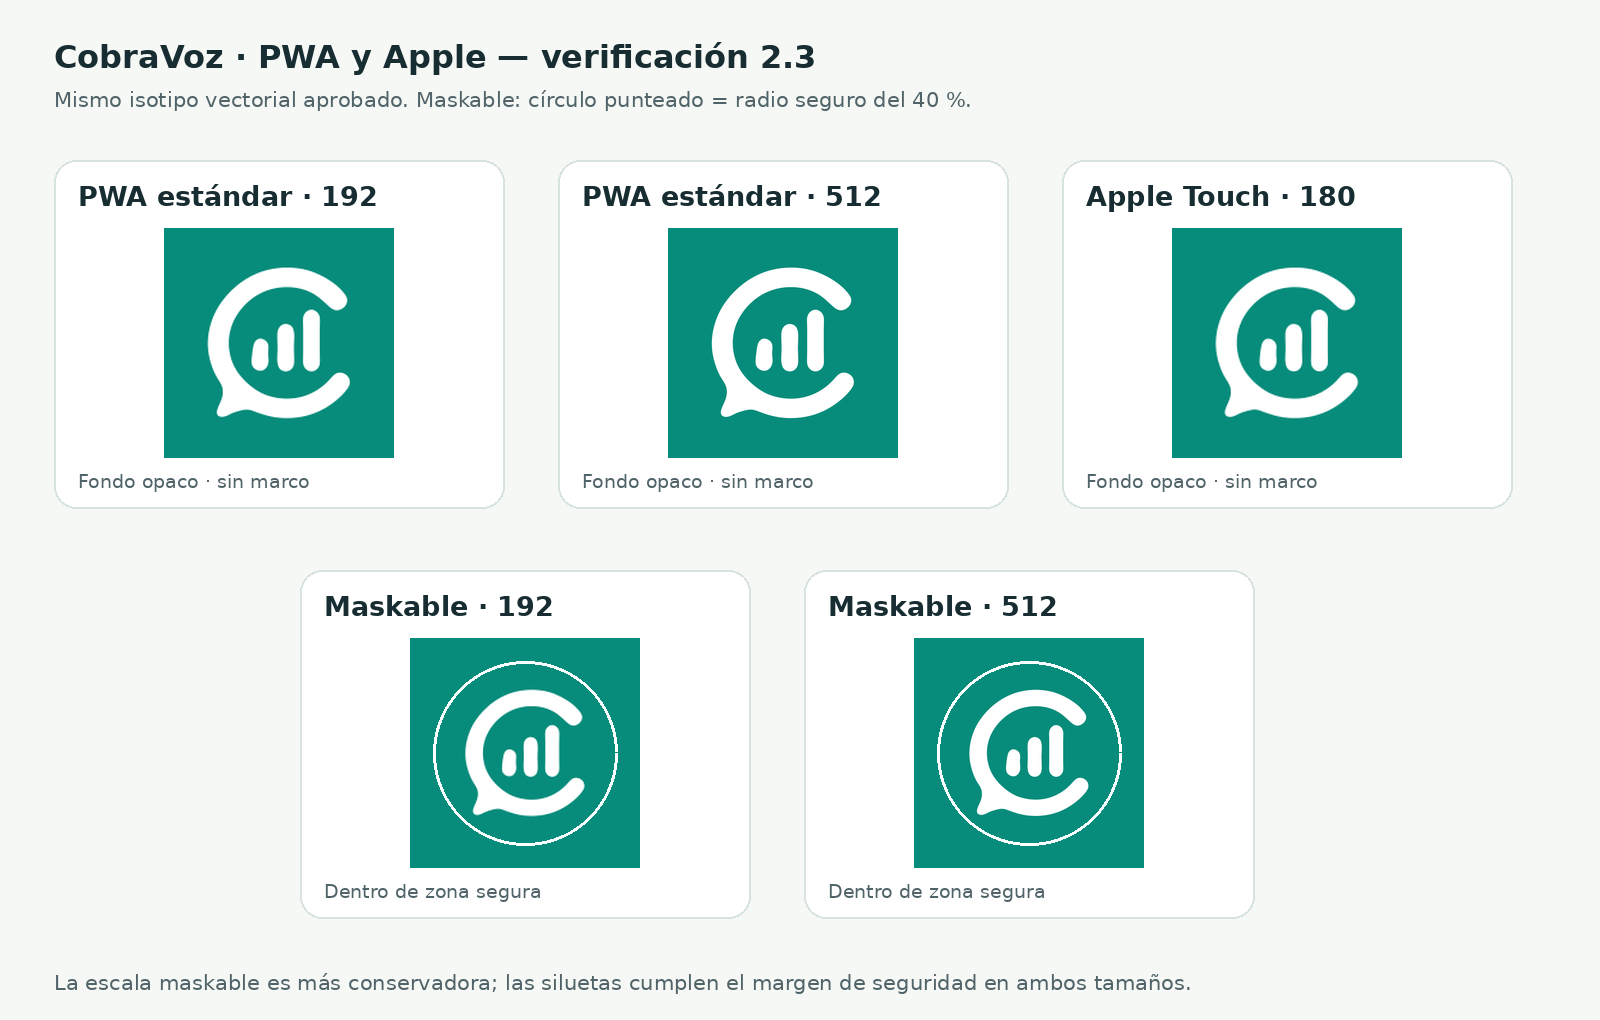 CobraVoz · PWA y Apple — verificación 2.3
Mismo isotipo vectorial aprobado. Maskable: círculo punteado = radio seguro del 40 %.
PWA estándar · 192
PWA estándar · 512
Apple Touch · 180
Fondo opaco · sin marco
Fondo opaco · sin marco
Fondo opaco · sin marco
Maskable · 192
Maskable · 512
Dentro de zona segura
Dentro de zona segura
La escala maskable es más conservadora; las siluetas cumplen el margen de seguridad en ambos tamaños.